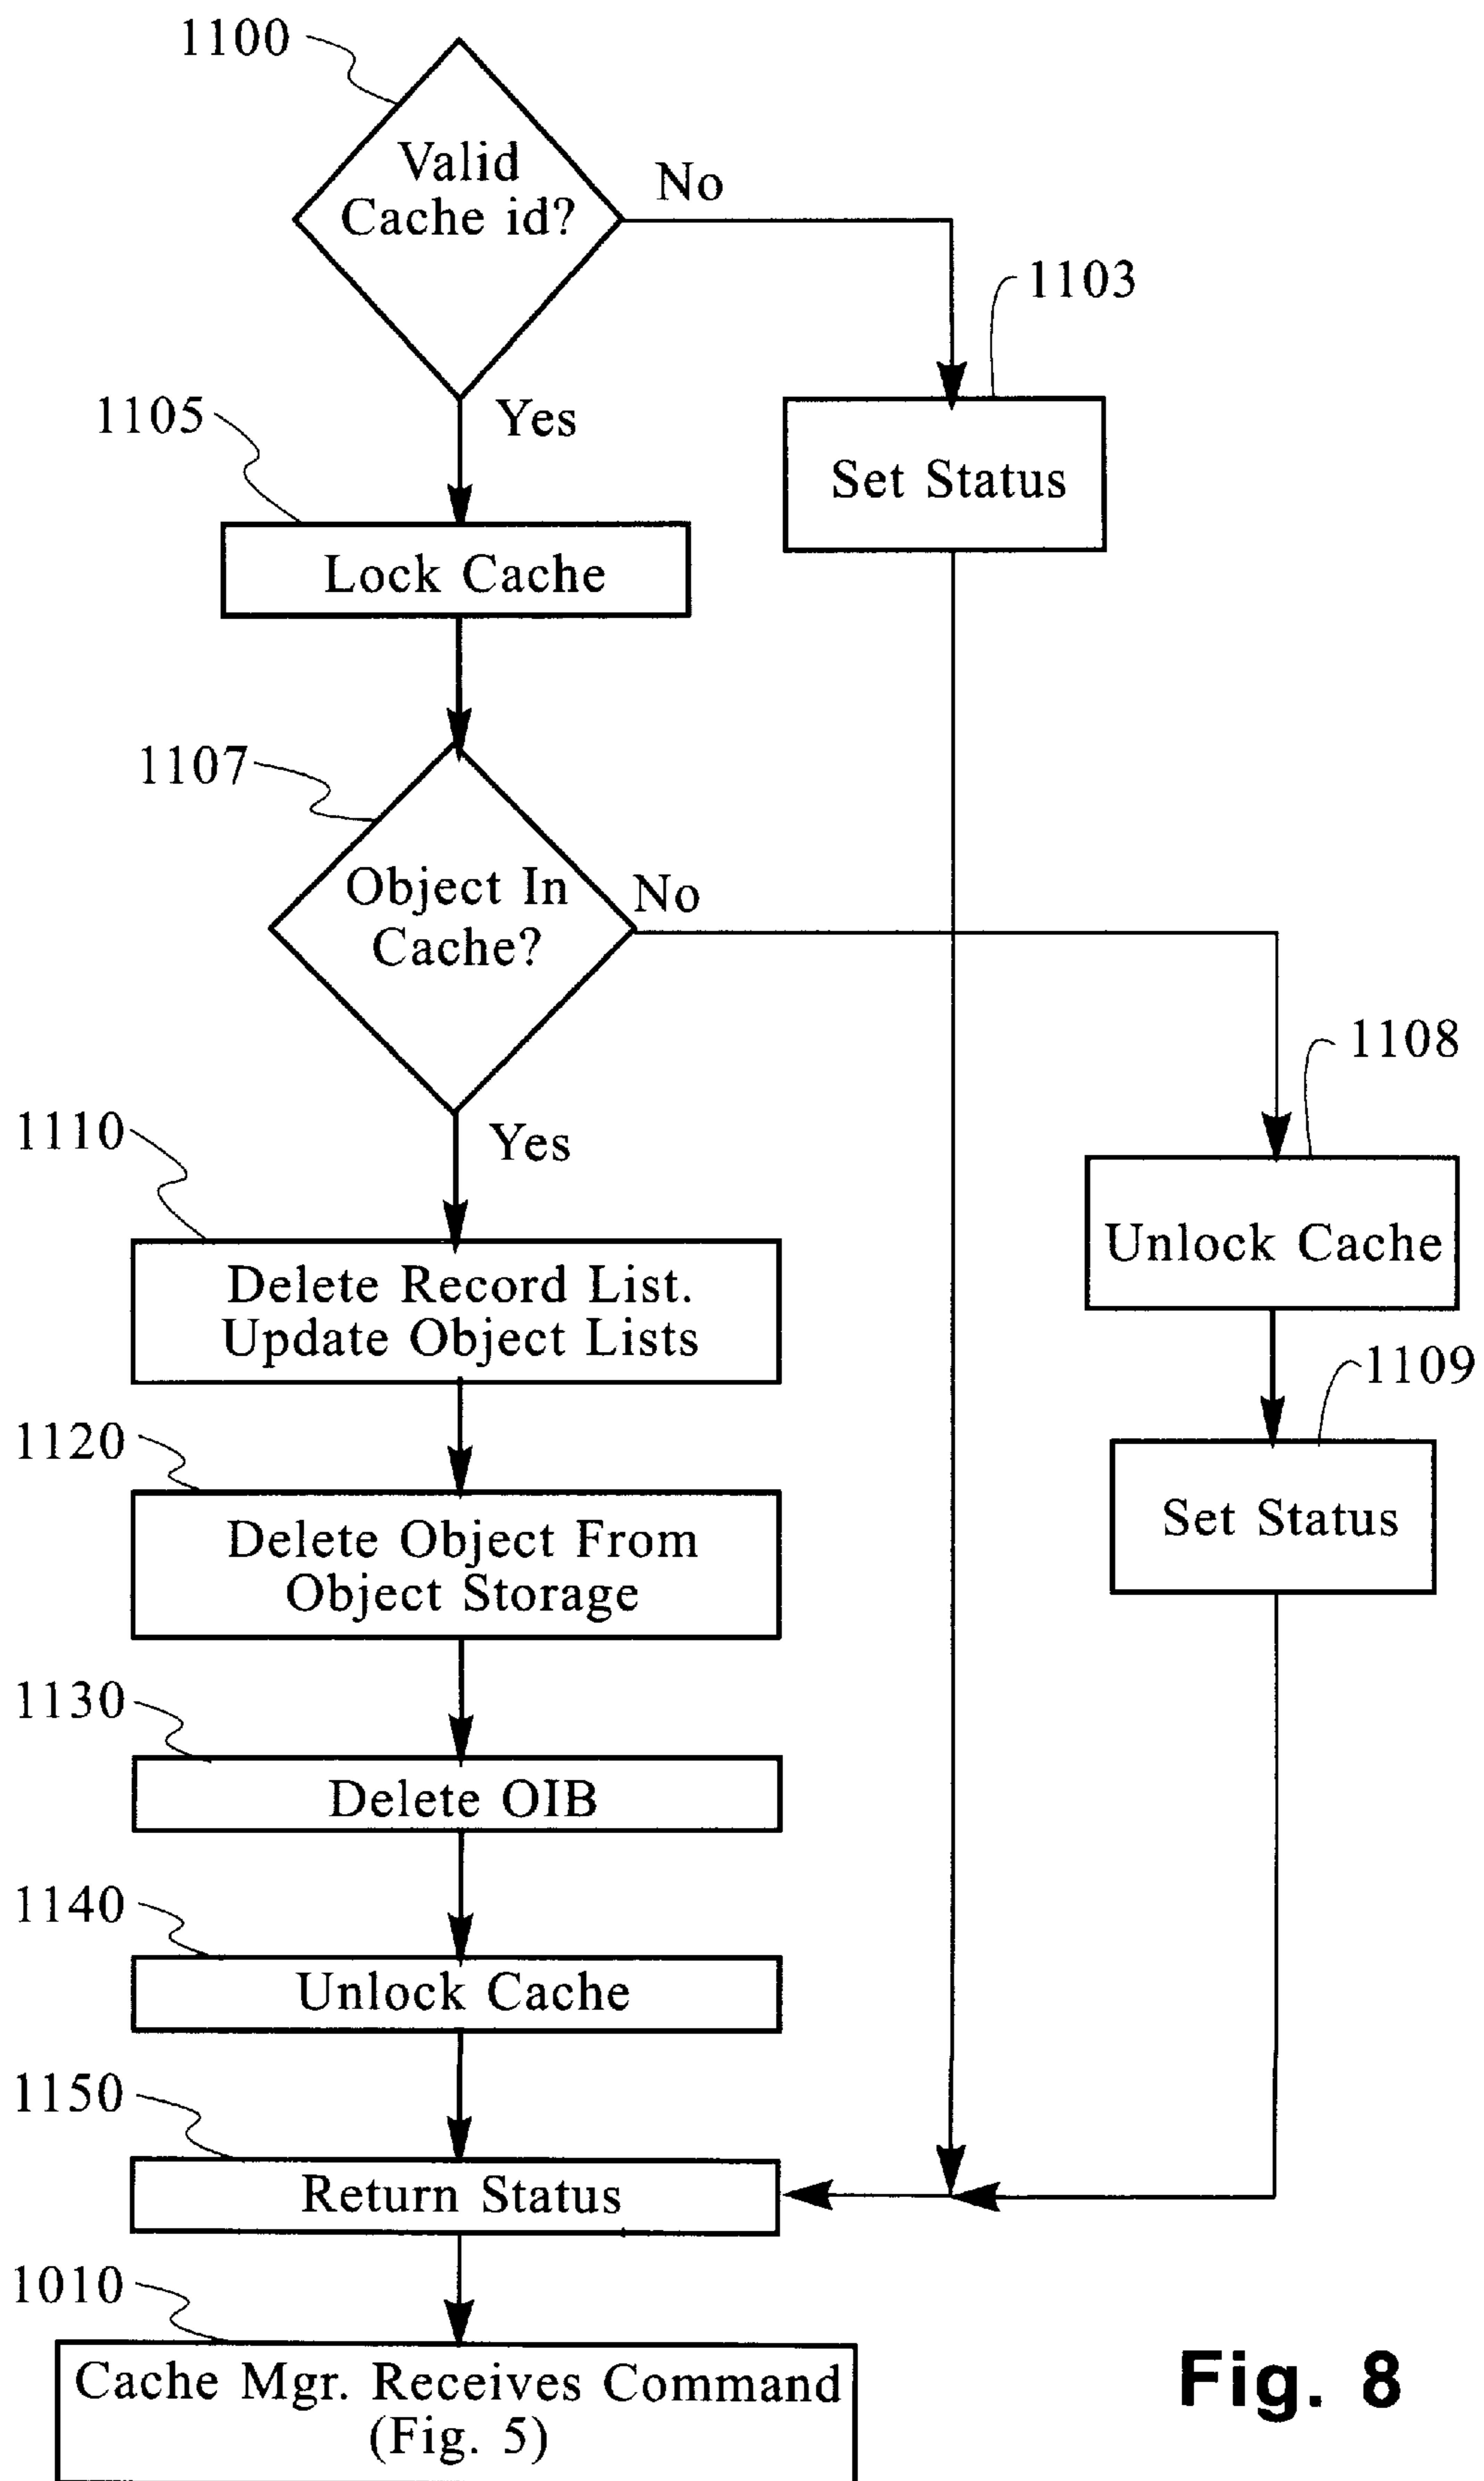 1100
Valid
Cache id?
No
1103
Set Status
1105
Yes
Lock Cache
1107
Object In
Cache?
No
1108
Unlock Cache
1109
Set Status
1110
Yes
Delete Record List.
Update Object Lists
1120
Delete Object From
Object Storage
1130
Delete OIB
1140
Unlock Cache
1150
Return Status
1010
Cache Mgr. Receives Command
(Fig. 5)
Fig. 8